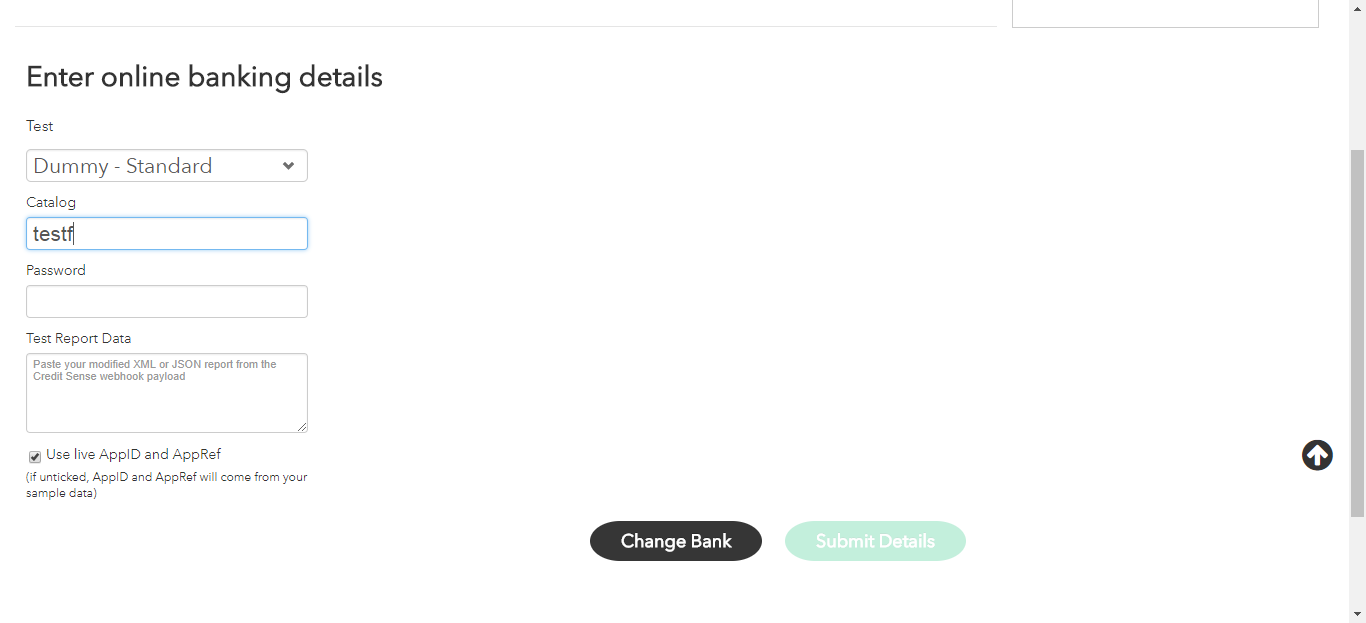 Enter online banking details
Test
Dummy - Standard
Catalog
testf
Password
Test Report Data
Paste your modified XML or JSON report from the
Credit Sense webhook payload
Use live AppID and AppRef
(if unticked, AppID and AppRef will come from your
sample data)
Change Bank
Submit Details